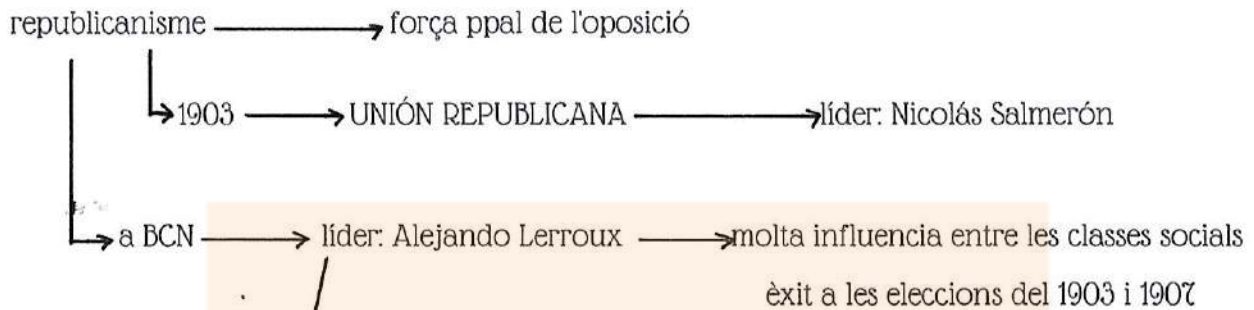 republicanisme força ppal de l'oposició
1903 UNIÓN REPUBLICANA líder: Nicolás Salmerón
a BCN líder: Alejando Lerroux molta influencia entre les classes socials
èxit a les eleccions del 1903 i 1907